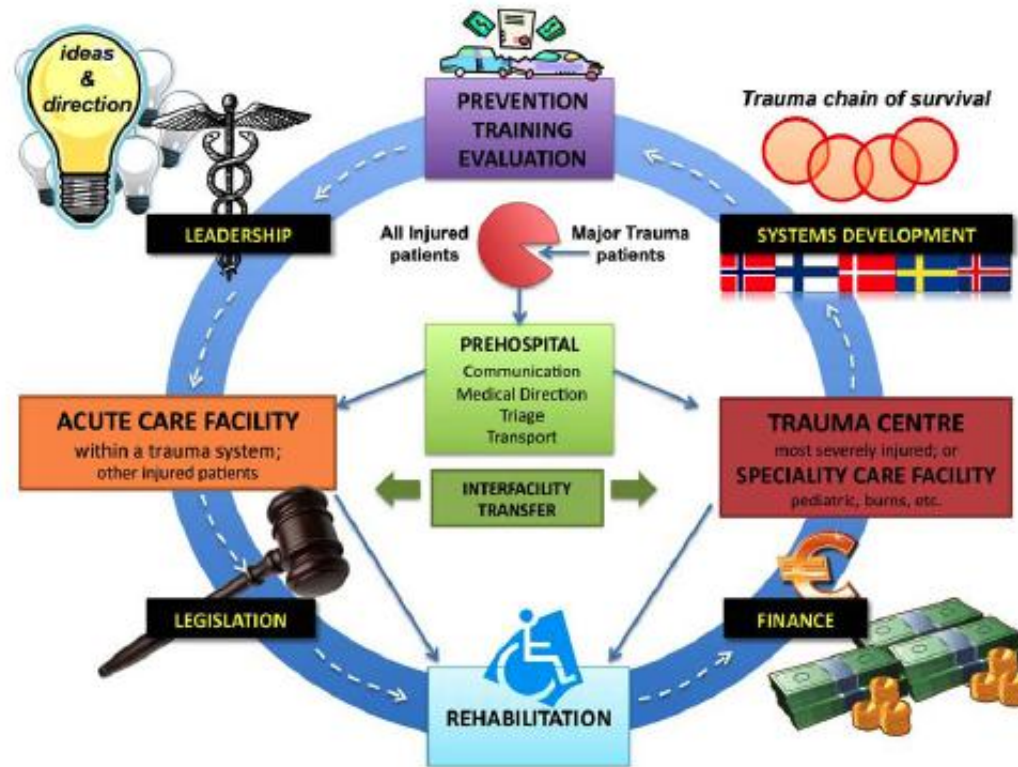 ideas
&
direction
PREVENTION
TRAINING
EVALUATION
Trauma chain of survival
LEADERSHIP
All Injured
patients
Major Trauma
patients
SYSTEMS DEVELOPMENT
PREHOSPITAL
Communication
Medical Direction
Triage
Transport
ACUTE CARE FACILITY
within a trauma system;
other injured patients
TRAUMA CENTRE
most severely injured; or
SPECIALITY CARE FACILITY
pediatric, burns, etc.
INTERFACILITY
TRANSFER
LEGISLATION
FINANCE
REHABILITATION